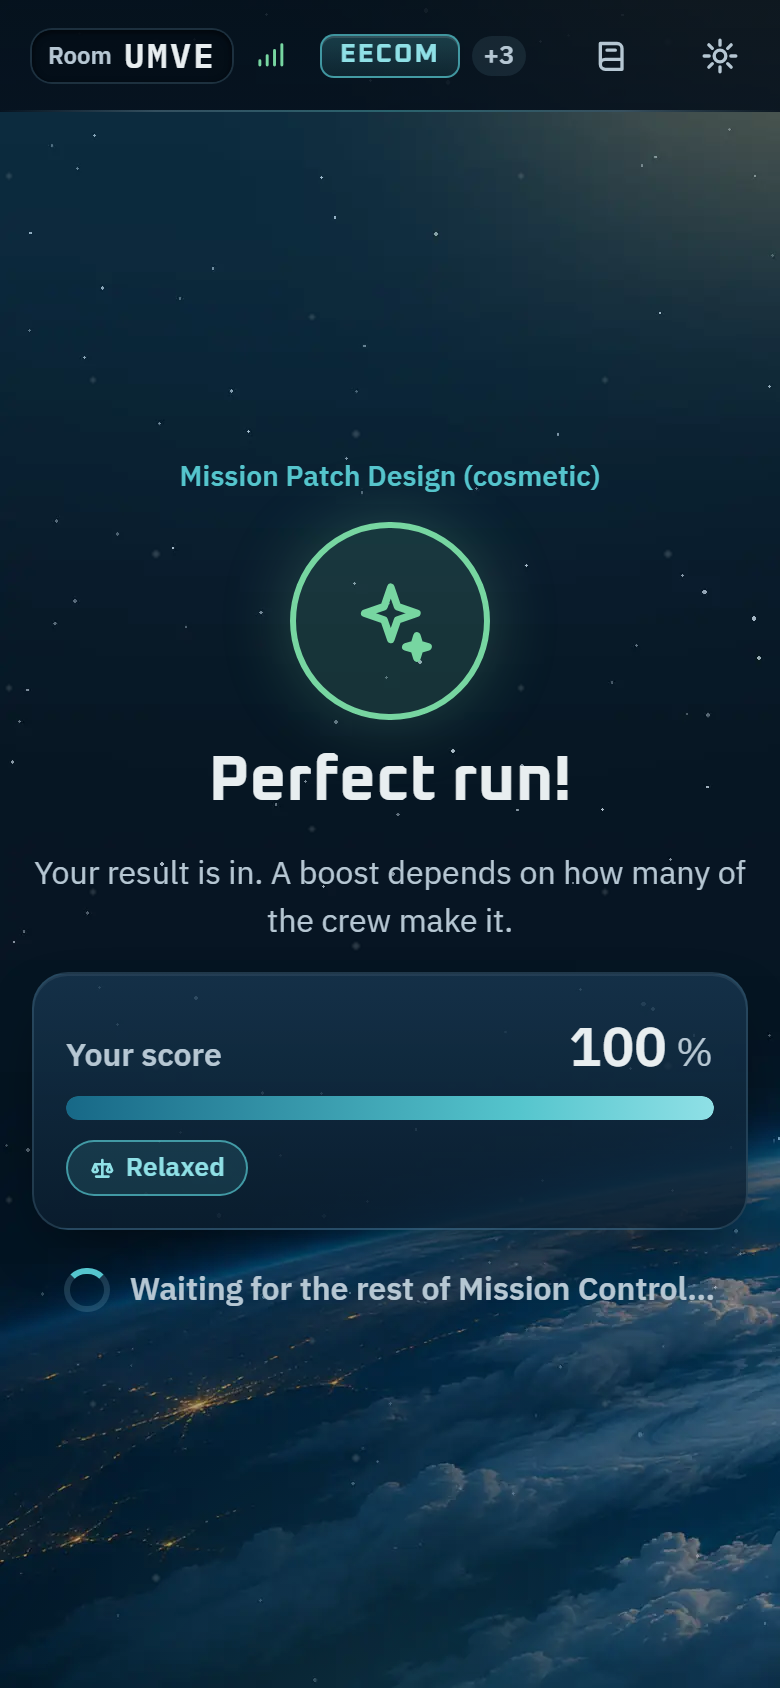 Room UMVE
EECOM
+3
Mission Patch Design (cosmetic)
Perfect run!
Your result is in. A boost depends on how many of
the crew make it.
Your score
100 %
Relaxed
Waiting for the rest of Mission Control...